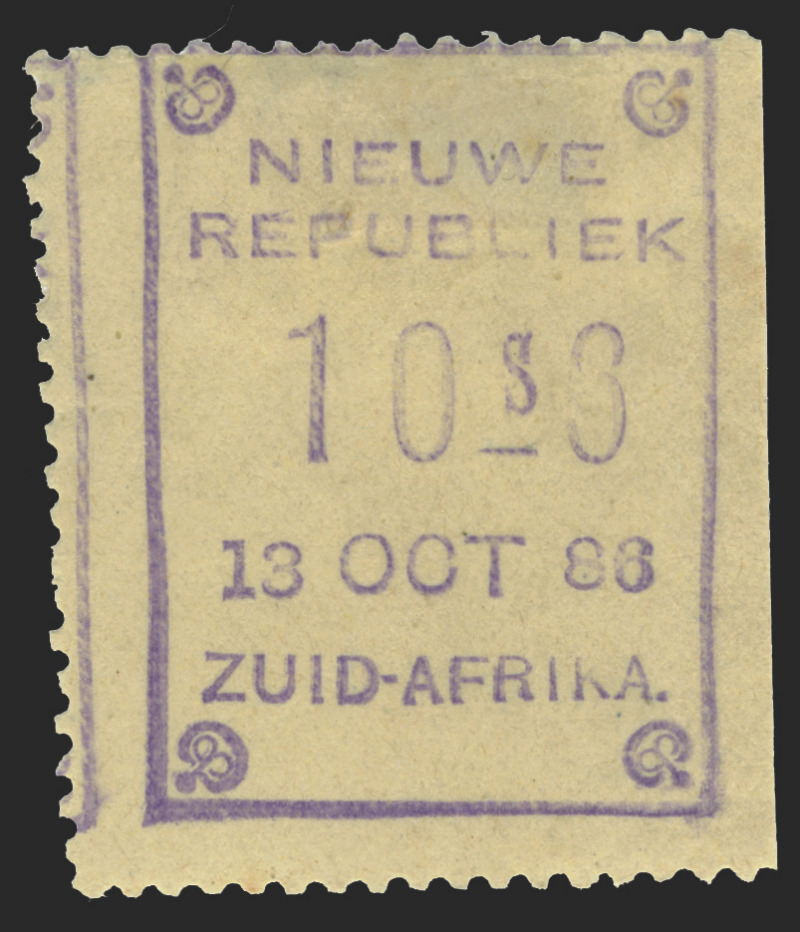 NIEUWE
REPUBLIEK
10s6
13 OCT 86
ZUID-AFRIKA.